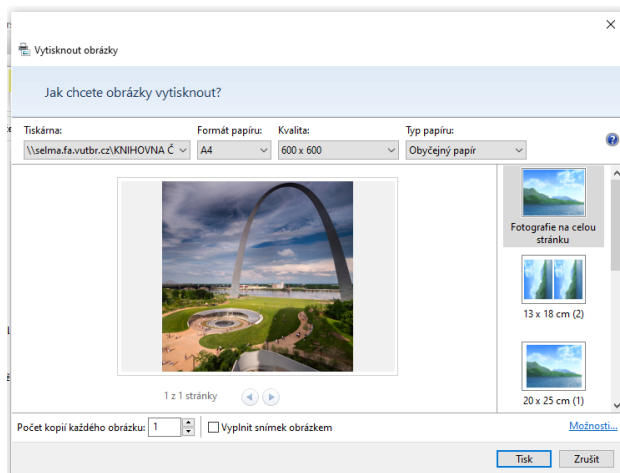 Vytisknout obrázky
Jak chcete obrázky vytisknout?
Tiskárna: Formát papíru: Kvalita: Typ papíru:
\\selma.fa.vutbr.cz\KNIHOVNA Č A4 600 x 600 Obyčejný papír
Fotografie na celou
stránku
13 x 18 cm (2)
20 x 25 cm (1)
1 z 1 stránky
Počet kopií každého obrázku: 1 Vyplnit snímek obrázkem Možnosti...
Tisk Zrušit